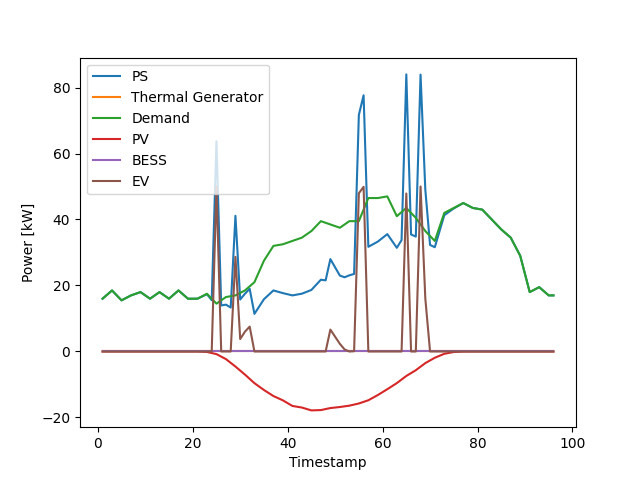 PS
Thermal Generator
Demand
PV
BESS
EV
80
60
40
20
0
−20
Power [kW]
0 20 40 60 80 100
Timestamp